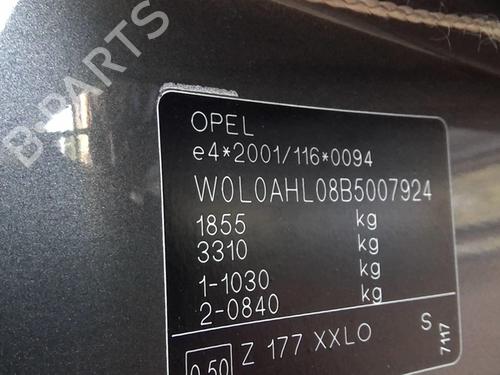 B-PARTS
OPEL
e4*2001/116*0094
W0L0AHL08B5007924
1855 kg
3310 kg
1-1030 kg
2-0840 kg
0.50 Z 177 XXLO S 7117